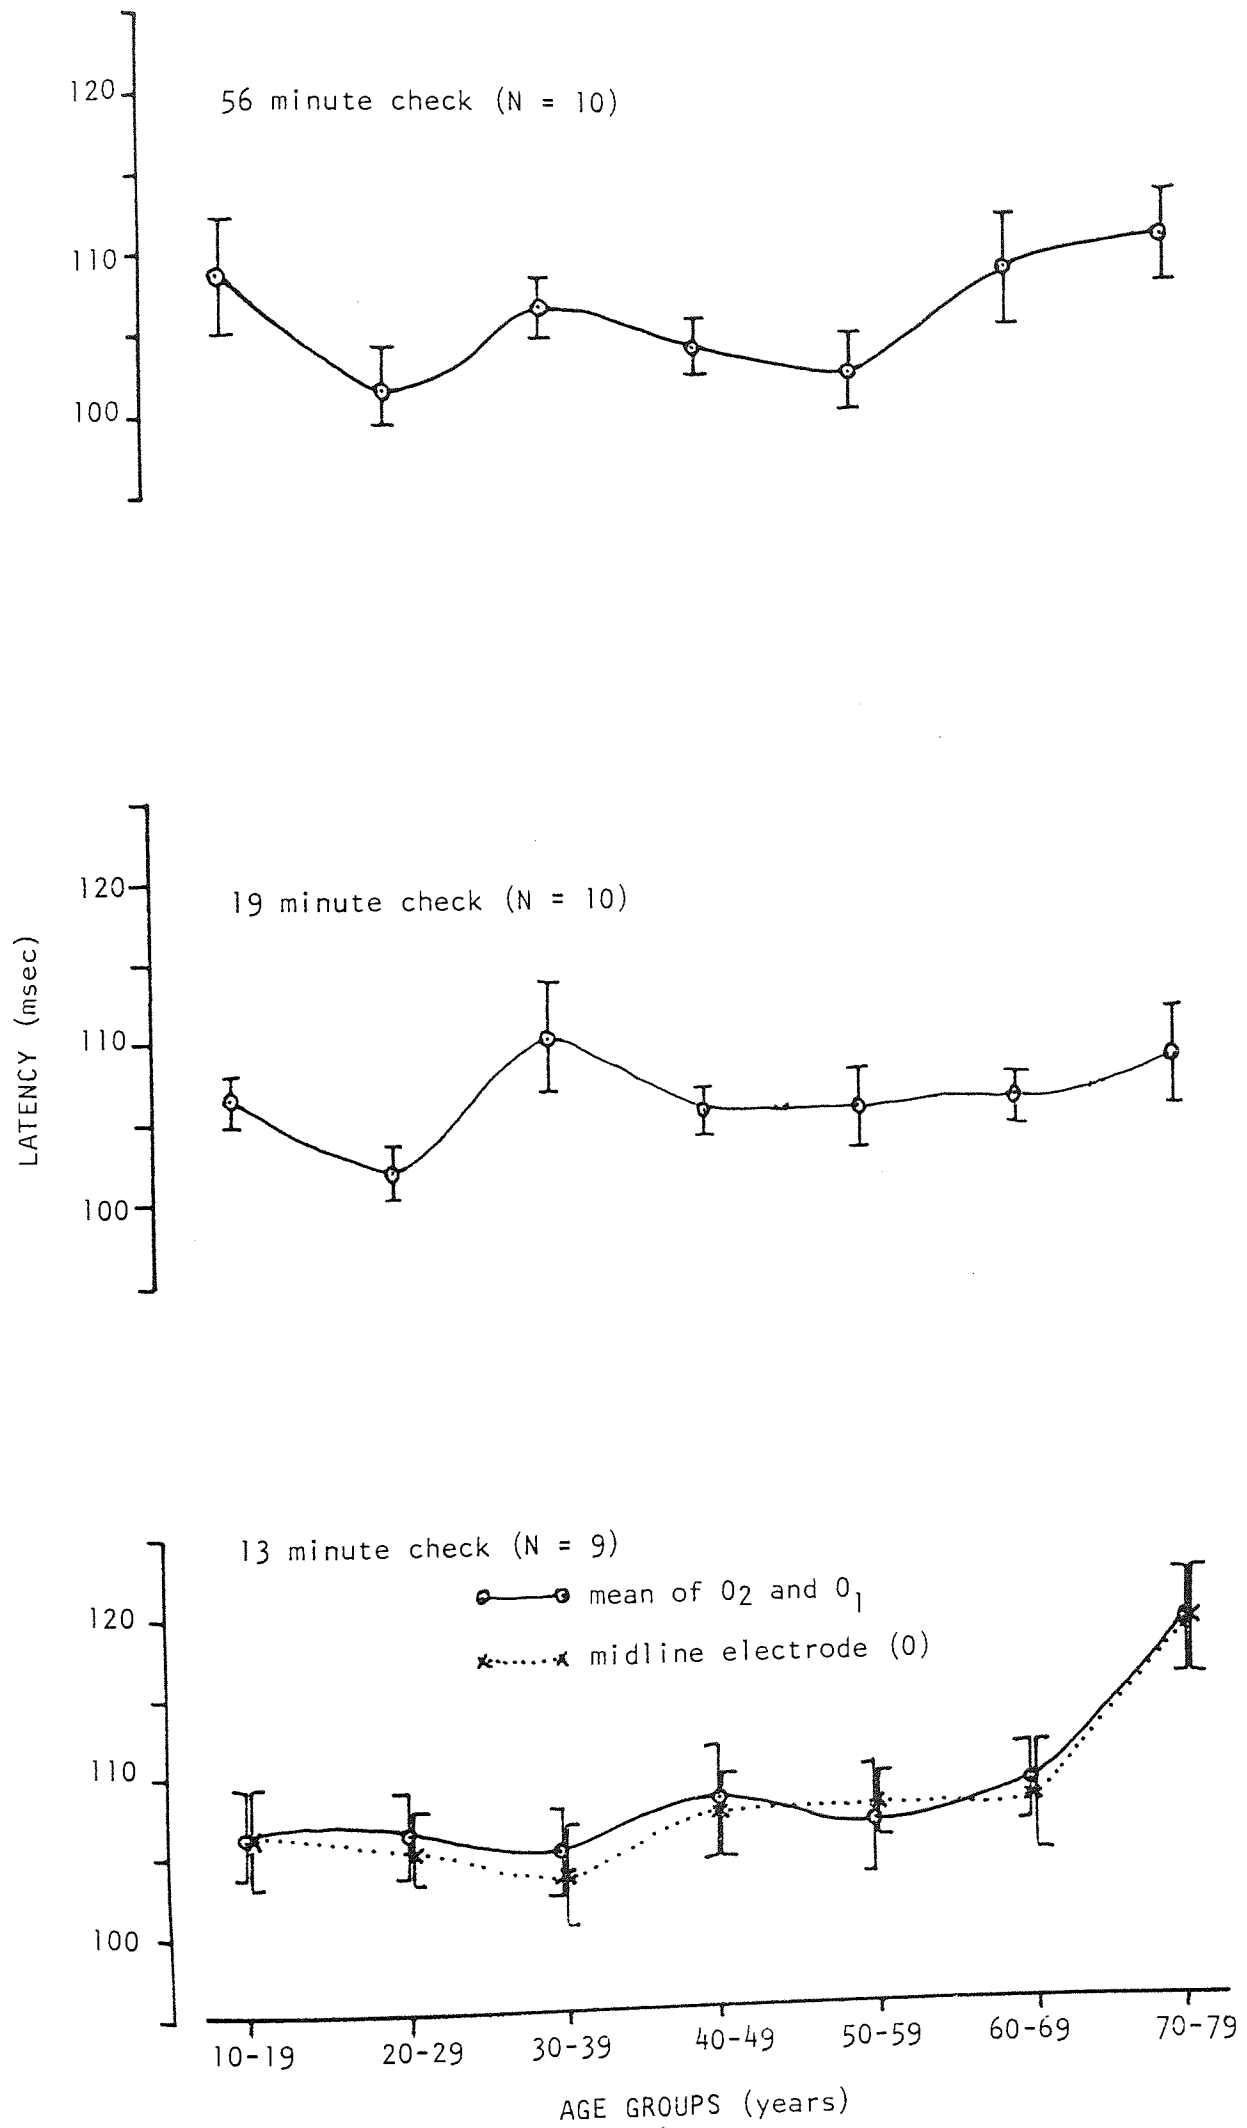 120
56 minute check (N = 10)
110
100
120
19 minute check (N = 10)
110
100
LATENCY (msec)
13 minute check (N = 9)
mean of O2 and O1
120
midline electrode (O)
110
100
10-19 20-29 30-39 40-49 50-59 60-69 70-79
AGE GROUPS (years)